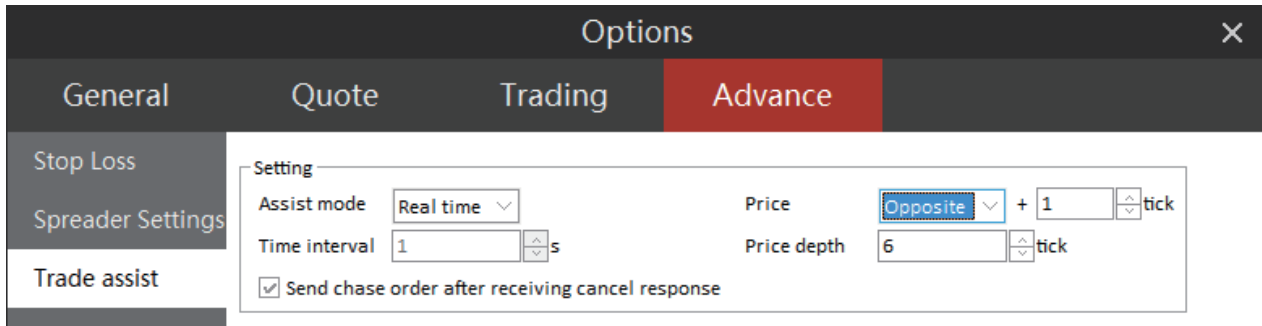 Options
General Quote Trading Advance
Stop Loss
Spreader Settings
Trade assist
Setting
Assist mode Real time Price Opposite + 1 tick
Time interval 1 s Price depth 6 tick
Send chase order after receiving cancel response